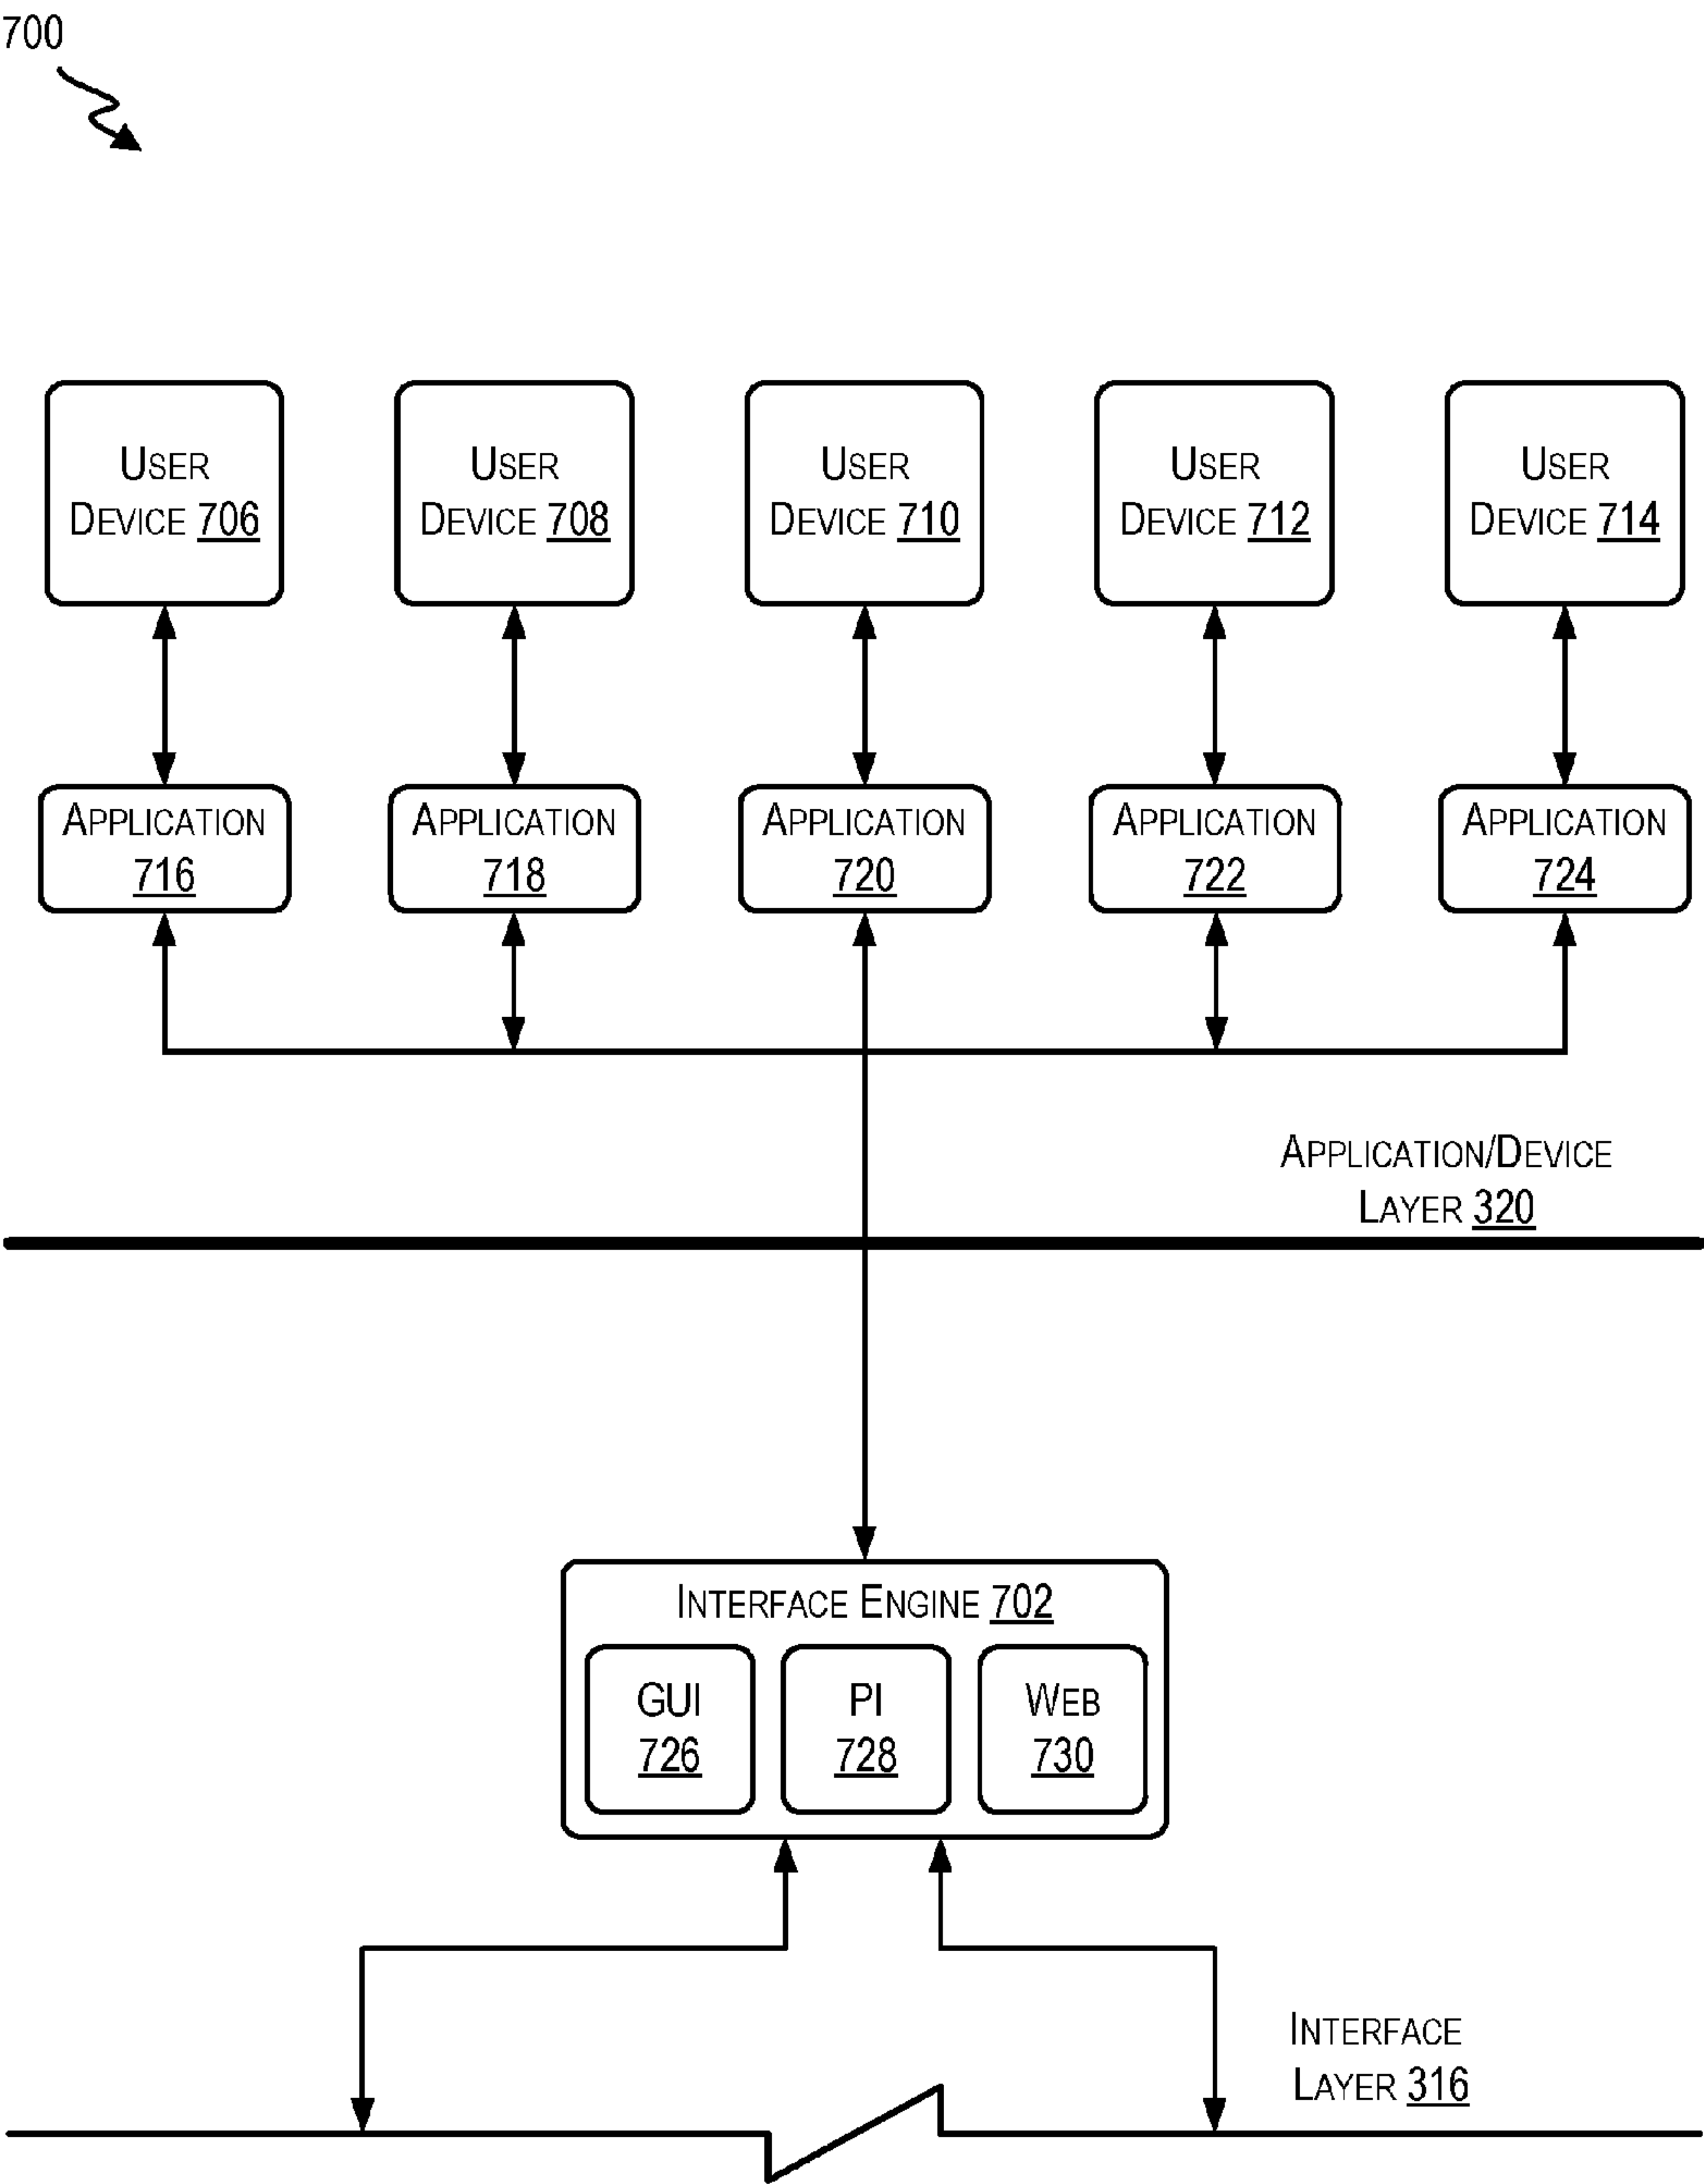 700
USER
DEVICE 706
USER
DEVICE 708
USER
DEVICE 710
USER
DEVICE 712
USER
DEVICE 714
APPLICATION
716
APPLICATION
718
APPLICATION
720
APPLICATION
722
APPLICATION
724
APPLICATION/DEVICE
LAYER 320
INTERFACE ENGINE 702
GUI
726
PI
728
WEB
730
INTERFACE
LAYER 316